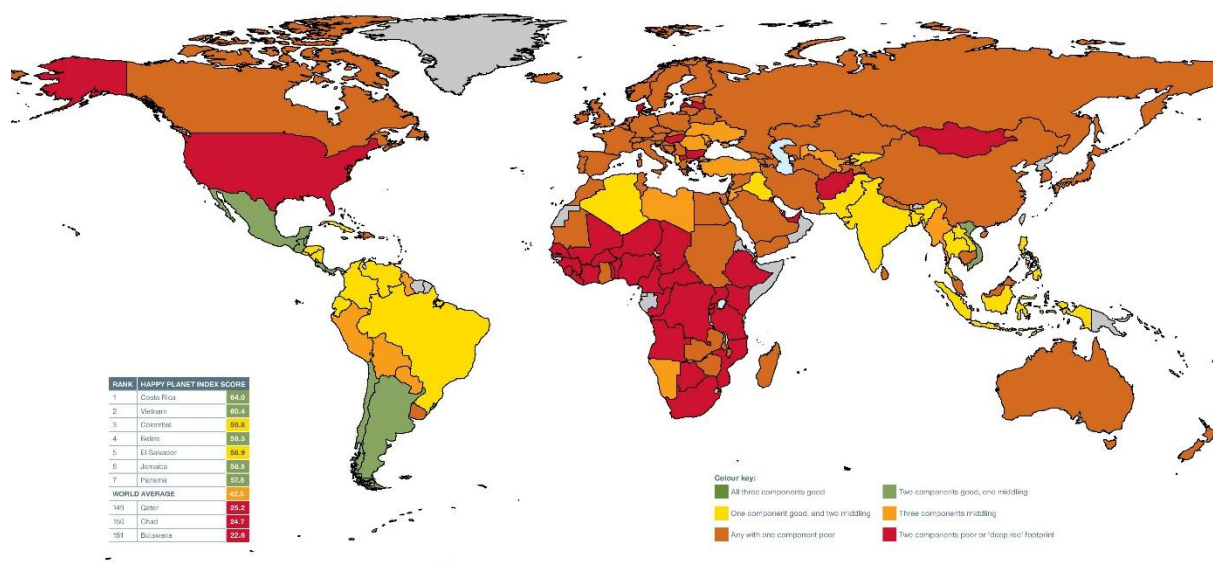 RANK HAPPY PLANET INDEX SCORE
1 Costa Rica 64.0
2 Vietnam 60.4
3 Colombia 59.8
4 Belize 59.3
5 El Salvador 58.9
6 Jamaica 58.5
7 Panama 57.8
WORLD AVERAGE 42.5
149 Qatar 25.2
150 Chad 24.7
151 Botswana 22.6
Colour key:
All three components good
Two components good, one middling
One component good, and two middling
Three components middling
Any with one component poor
Two components poor or 'deep red' footprint